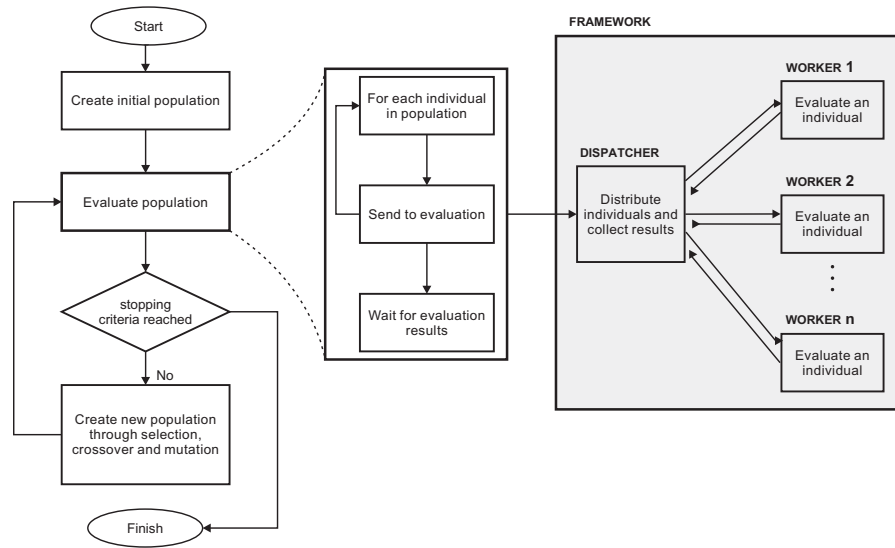 Start
Create initial population
Evaluate population
stopping
criteria reached
No
Create new population
through selection,
crossover and mutation
Finish
For each individual
in population
Send to evaluation
Wait for evaluation
results
FRAMEWORK
DISPATCHER
Distribute
individuals and
collect results
WORKER 1
Evaluate an
individual
WORKER 2
Evaluate an
individual
WORKER n
Evaluate an
individual